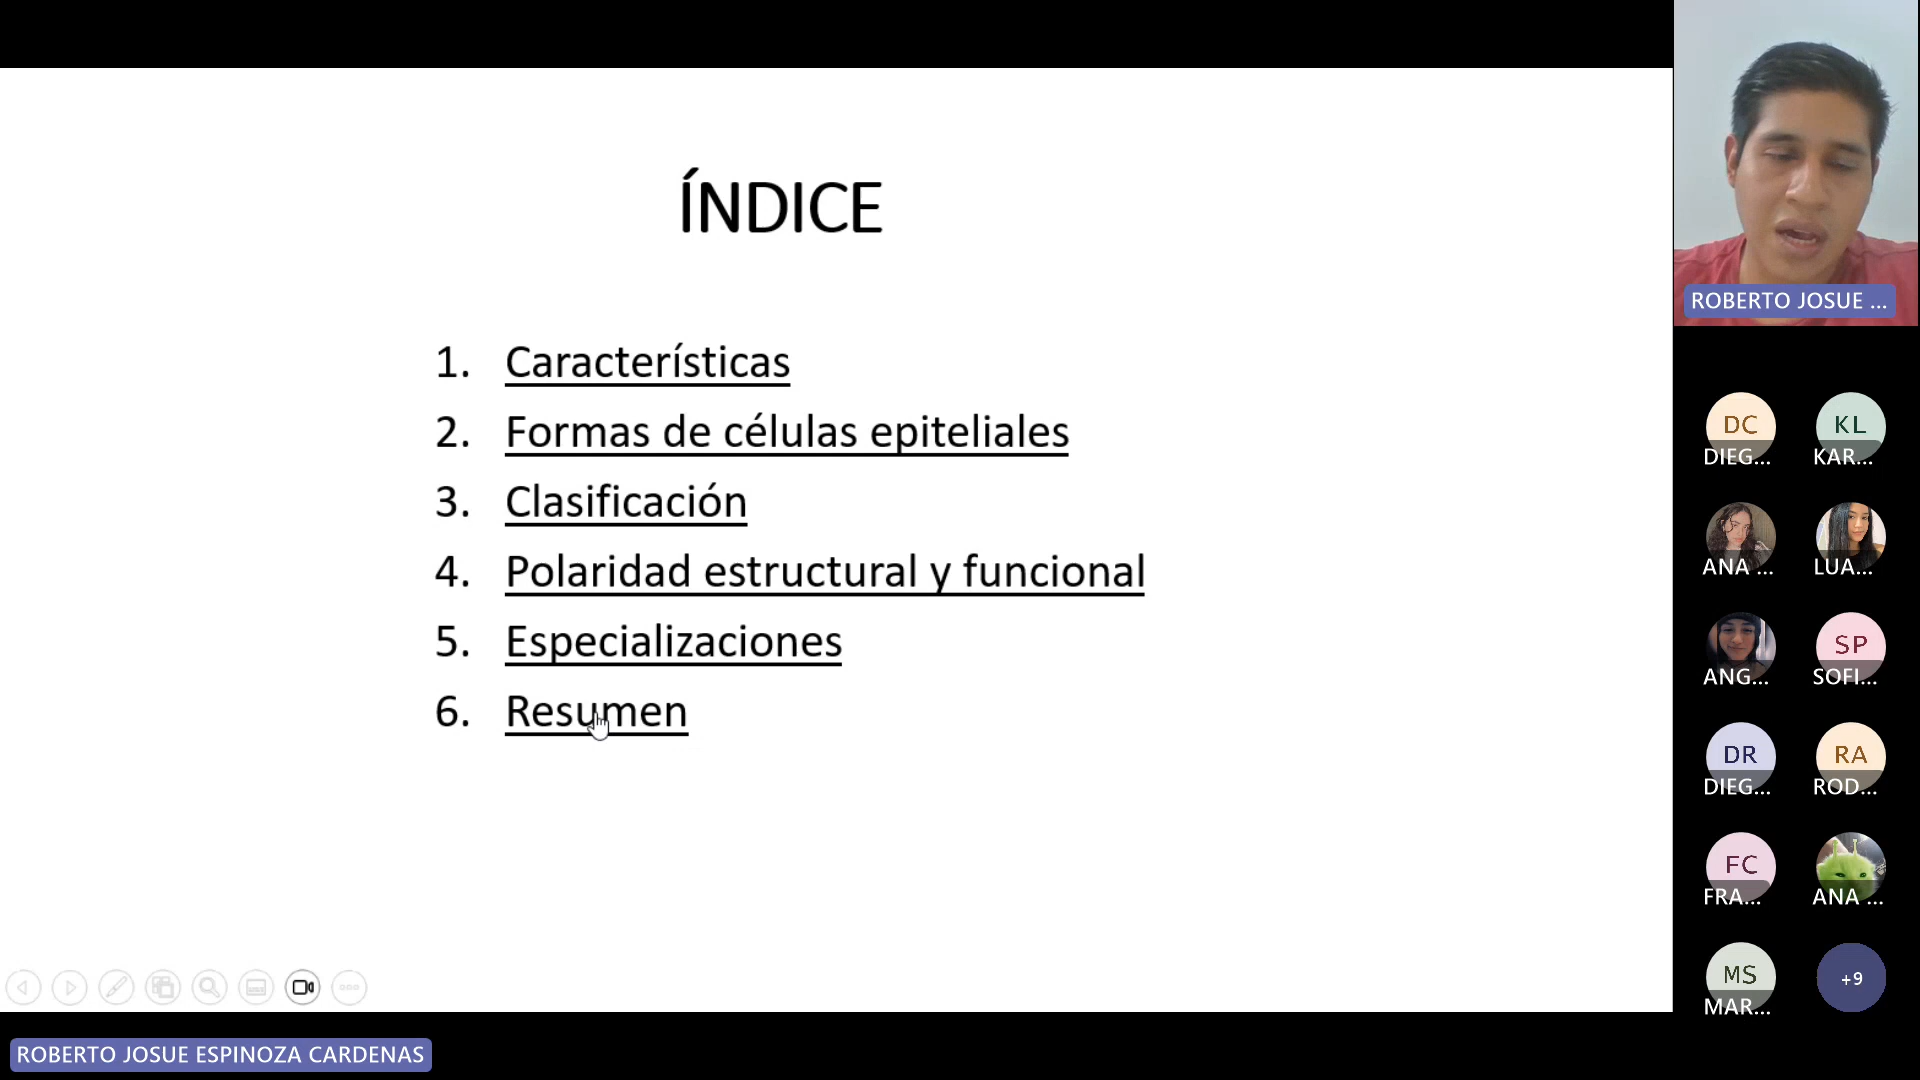 ÍNDICE
1. Características
2. Formas de células epiteliales
3. Clasificación
4. Polaridad estructural y funcional
5. Especializaciones
6. Resumen
ROBERTO JOSUE ...
DC KL
DIEG... KAR...
ANA ... LUA...
SP
ANG... SOFI...
DR RA
DIEG... ROD...
FC
FRA... ANA ...
MS +9
MAR...
ROBERTO JOSUE ESPINOZA CARDENAS